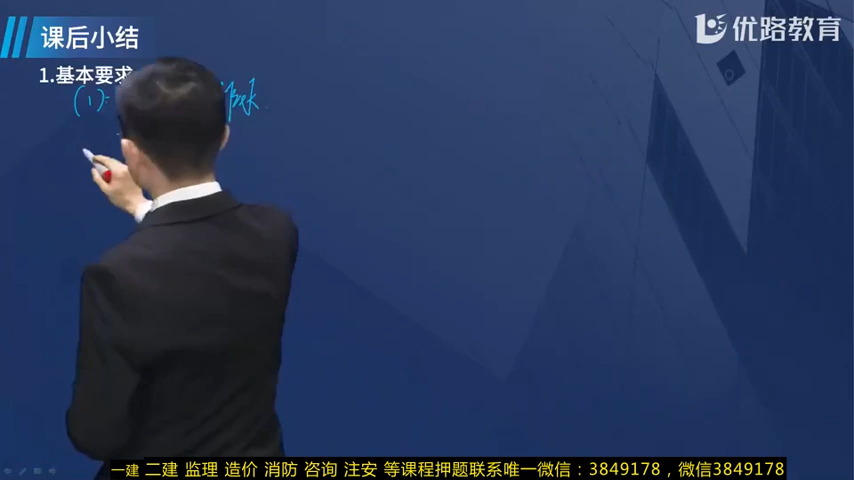 课后小结
优路教育
1.基本要求
(1)
一建 二建 监理 造价 消防 咨询 注安 等课程押题联系唯一微信：3849178，微信3849178